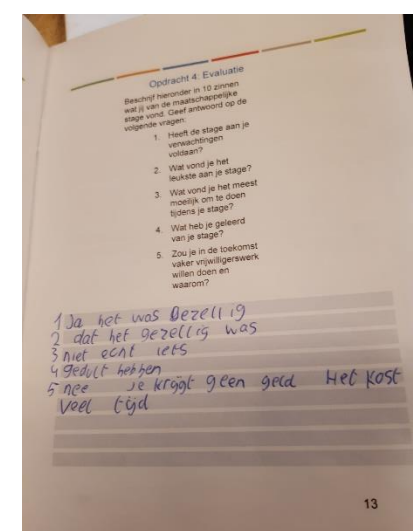 Opdracht 4: Evaluatie
Beschrijf hieronder in 10 zinnen
wat jij van de maatschappelijke
stage vond. Geef antwoord op de
volgende vragen:
1. Heeft de stage aan je
verwachtingen
voldaan?
2. Wat vond je het
leukste aan je stage?
3. Wat vond je het meest
moeilijk om te doen
tijdens je stage?
4. Wat heb je geleerd
van je stage?
5. Zou je in de toekomst
vaker vrijwilligerswerk
willen doen en
waarom?
1 Ja het was gezellig
2 dat het gezellig was
3 niet echt iets
4 gedult hebben
5 nee je krijgt geen geld Het kost
veel tijd
13